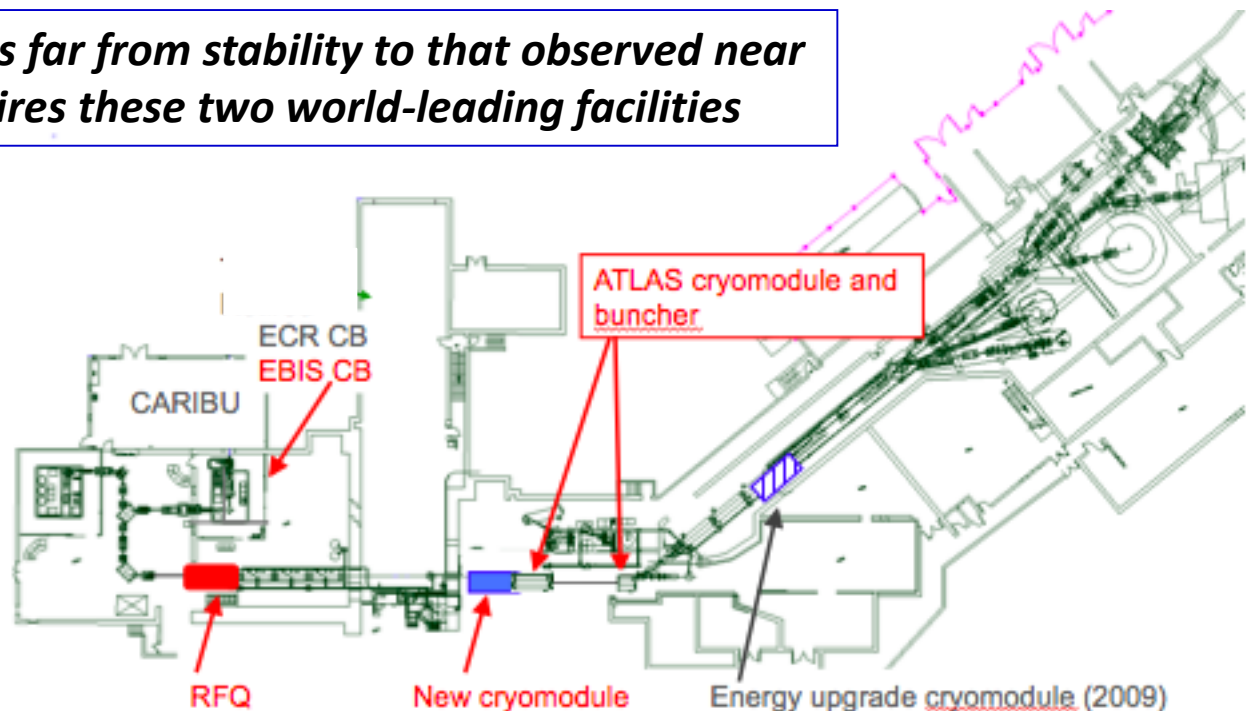 s far from stability to that observed near
ires these two world-leading facilities
ATLAS cryomodule and
buncher
ECR CB
EBIS CB
CARIBU
RFQ
New cryomodule
Energy upgrade cryomodule (2009)